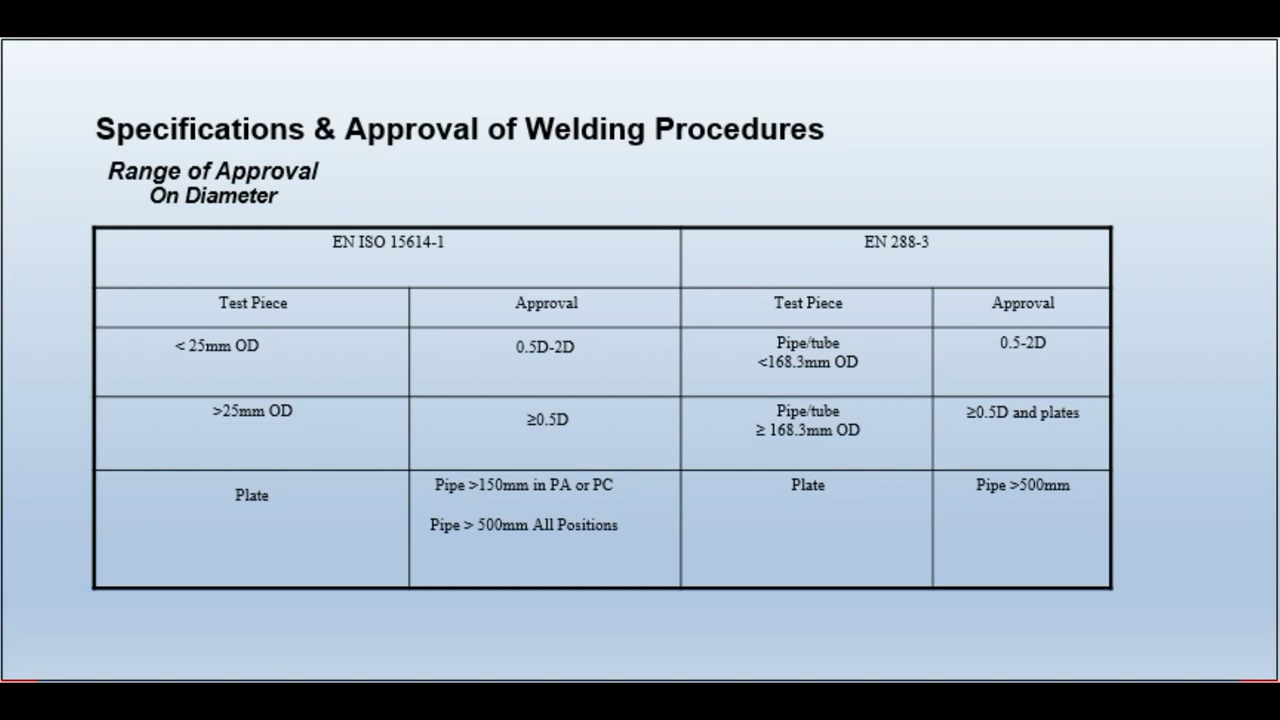 Specifications & Approval of Welding Procedures
Range of Approval
On Diameter
EN ISO 15614-1
EN 288-3
Test Piece
Approval
Test Piece
Approval
< 25mm OD
0.5D-2D
Pipe/tube
<168.3mm OD
0.5-2D
>25mm OD
≥0.5D
Pipe/tube
≥ 168.3mm OD
≥0.5D and plates
Plate
Pipe >150mm in PA or PC
Pipe > 500mm All Positions
Plate
Pipe >500mm